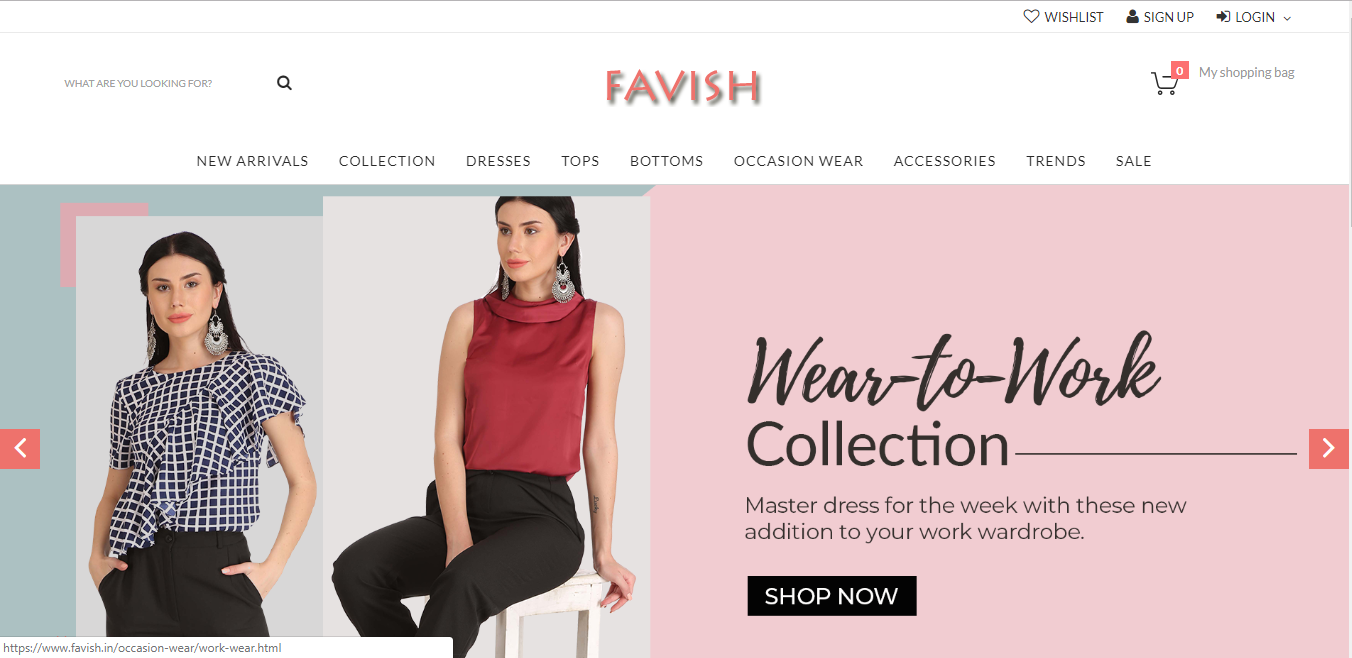 WISHLIST SIGN UP LOGIN
WHAT ARE YOU LOOKING FOR?
FAVISH
0 My shopping bag
NEW ARRIVALS COLLECTION DRESSES TOPS BOTTOMS OCCASION WEAR ACCESSORIES TRENDS SALE
Wear-to-Work
Collection
Master dress for the week with these new
addition to your work wardrobe.
SHOP NOW
https://www.favish.in/occasion-wear/work-wear.html